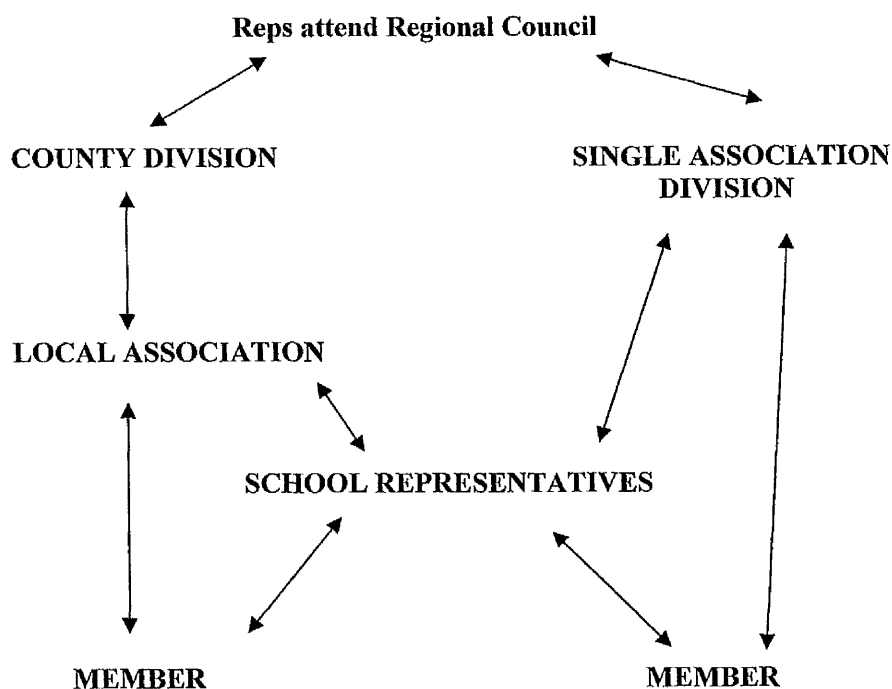 Reps attend Regional Council
COUNTY DIVISION
SINGLE ASSOCIATION
DIVISION
LOCAL ASSOCIATION
SCHOOL REPRESENTATIVES
MEMBER
MEMBER